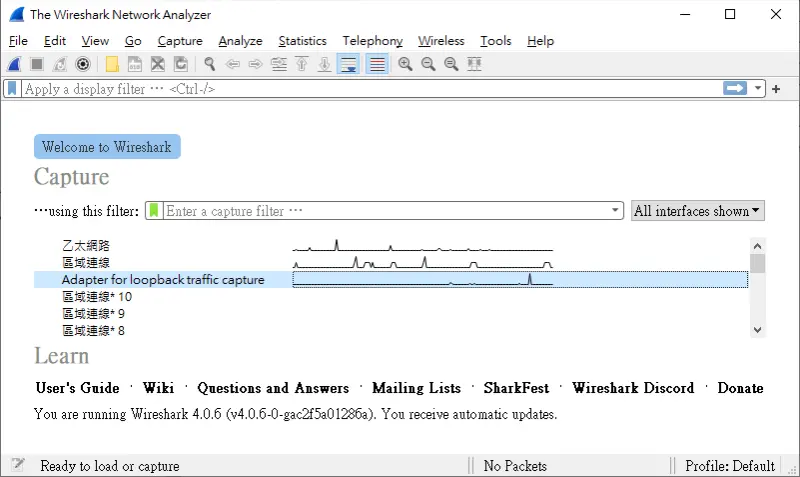 The Wireshark Network Analyzer
File Edit View Go Capture Analyze Statistics Telephony Wireless Tools Help
Apply a display filter ⋯ <Ctrl-/>
Welcome to Wireshark
Capture
⋯using this filter: Enter a capture filter ⋯ All interfaces shown
乙太網路
區域連線
Adapter for loopback traffic capture
區域連線* 10
區域連線* 9
區域連線* 8
Learn
User's Guide · Wiki · Questions and Answers · Mailing Lists · SharkFest · Wireshark Discord · Donate
You are running Wireshark 4.0.6 (v4.0.6-0-gac2f5a01286a). You receive automatic updates.
Ready to load or capture No Packets Profile: Default